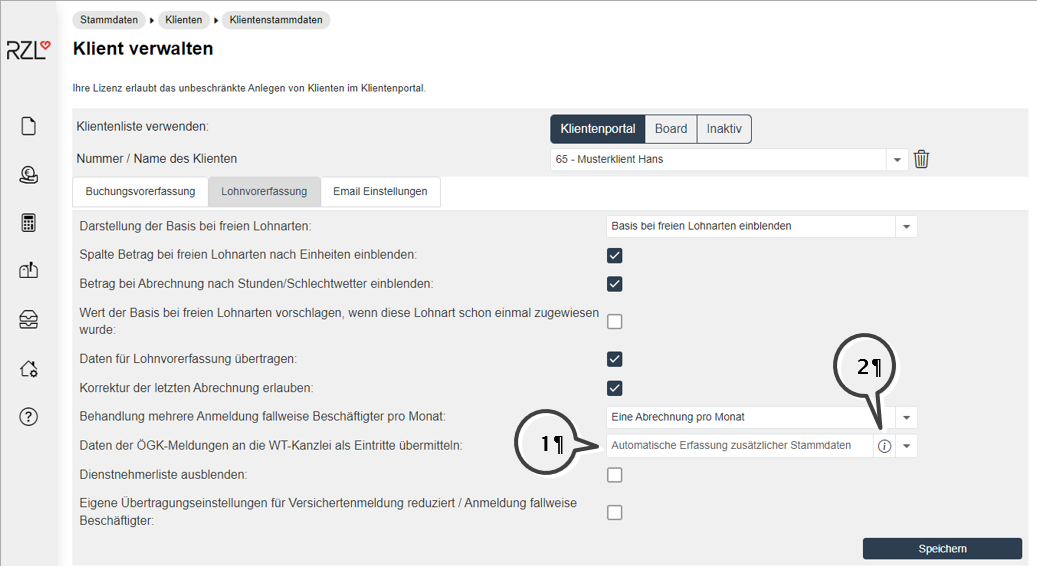 Stammdaten Klienten Klientenstammdaten
RZL
Klient verwalten
Ihre Lizenz erlaubt das unbeschränkte Anlegen von Klienten im Klientenportal.
Klientenliste verwenden: Klientenportal Board Inaktiv
Nummer / Name des Klienten 65 - Musterklient Hans
Buchungsvorerfassung Lohnvorerfassung Email Einstellungen
Darstellung der Basis bei freien Lohnarten: Basis bei freien Lohnarten einblenden
Spalte Betrag bei freien Lohnarten nach Einheiten einblenden:
Betrag bei Abrechnung nach Stunden/Schlechtwetter einblenden:
Wert der Basis bei freien Lohnarten vorschlagen, wenn diese Lohnart schon einmal zugewiesen
wurde:
Daten für Lohnvorerfassung übertragen:
2¶
Korrektur der letzten Abrechnung erlauben:
Behandlung mehrere Anmeldung fallweise Beschäftigter pro Monat: Eine Abrechnung pro Monat
1¶
Daten der ÖGK-Meldungen an die WT-Kanzlei als Eintritte übermitteln: Automatische Erfassung zusätzlicher Stammdaten
Dienstnehmerliste ausblenden:
Eigene Übertragungseinstellungen für Versichertenmeldung reduziert / Anmeldung fallweise
Beschäftigter:
Speichern